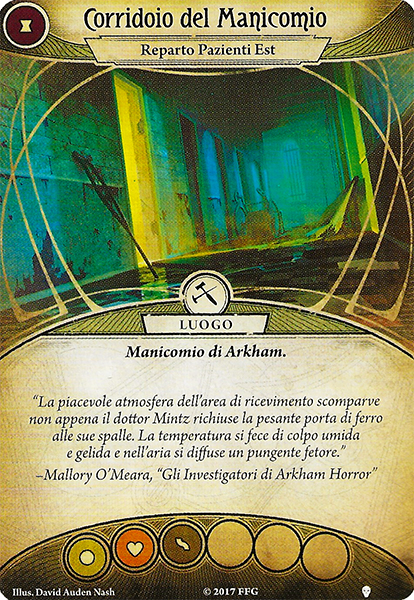 Corridoio del Manicomio
Reparto Pazienti Est
LUOGO
Manicomio di Arkham.
“La piacevole atmosfera dell’area di ricevimento scomparve
non appena il dottor Mintz richiuse la pesante porta di ferro
alle sue spalle. La temperatura si fece di colpo umida
e gelida e nell’aria si diffuse un pungente fetore.”
–Mallory O’Meara, “Gli Investigatori di Arkham Horror”
Illus. David Auden Nash
© 2017 FFG